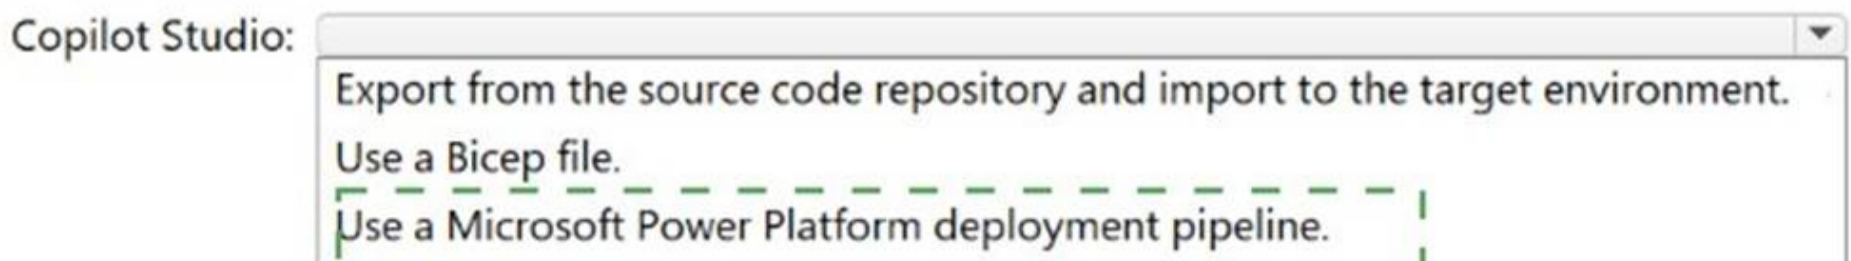 Copilot Studio:
Export from the source code repository and import to the target environment.
Use a Bicep file.
Use a Microsoft Power Platform deployment pipeline.